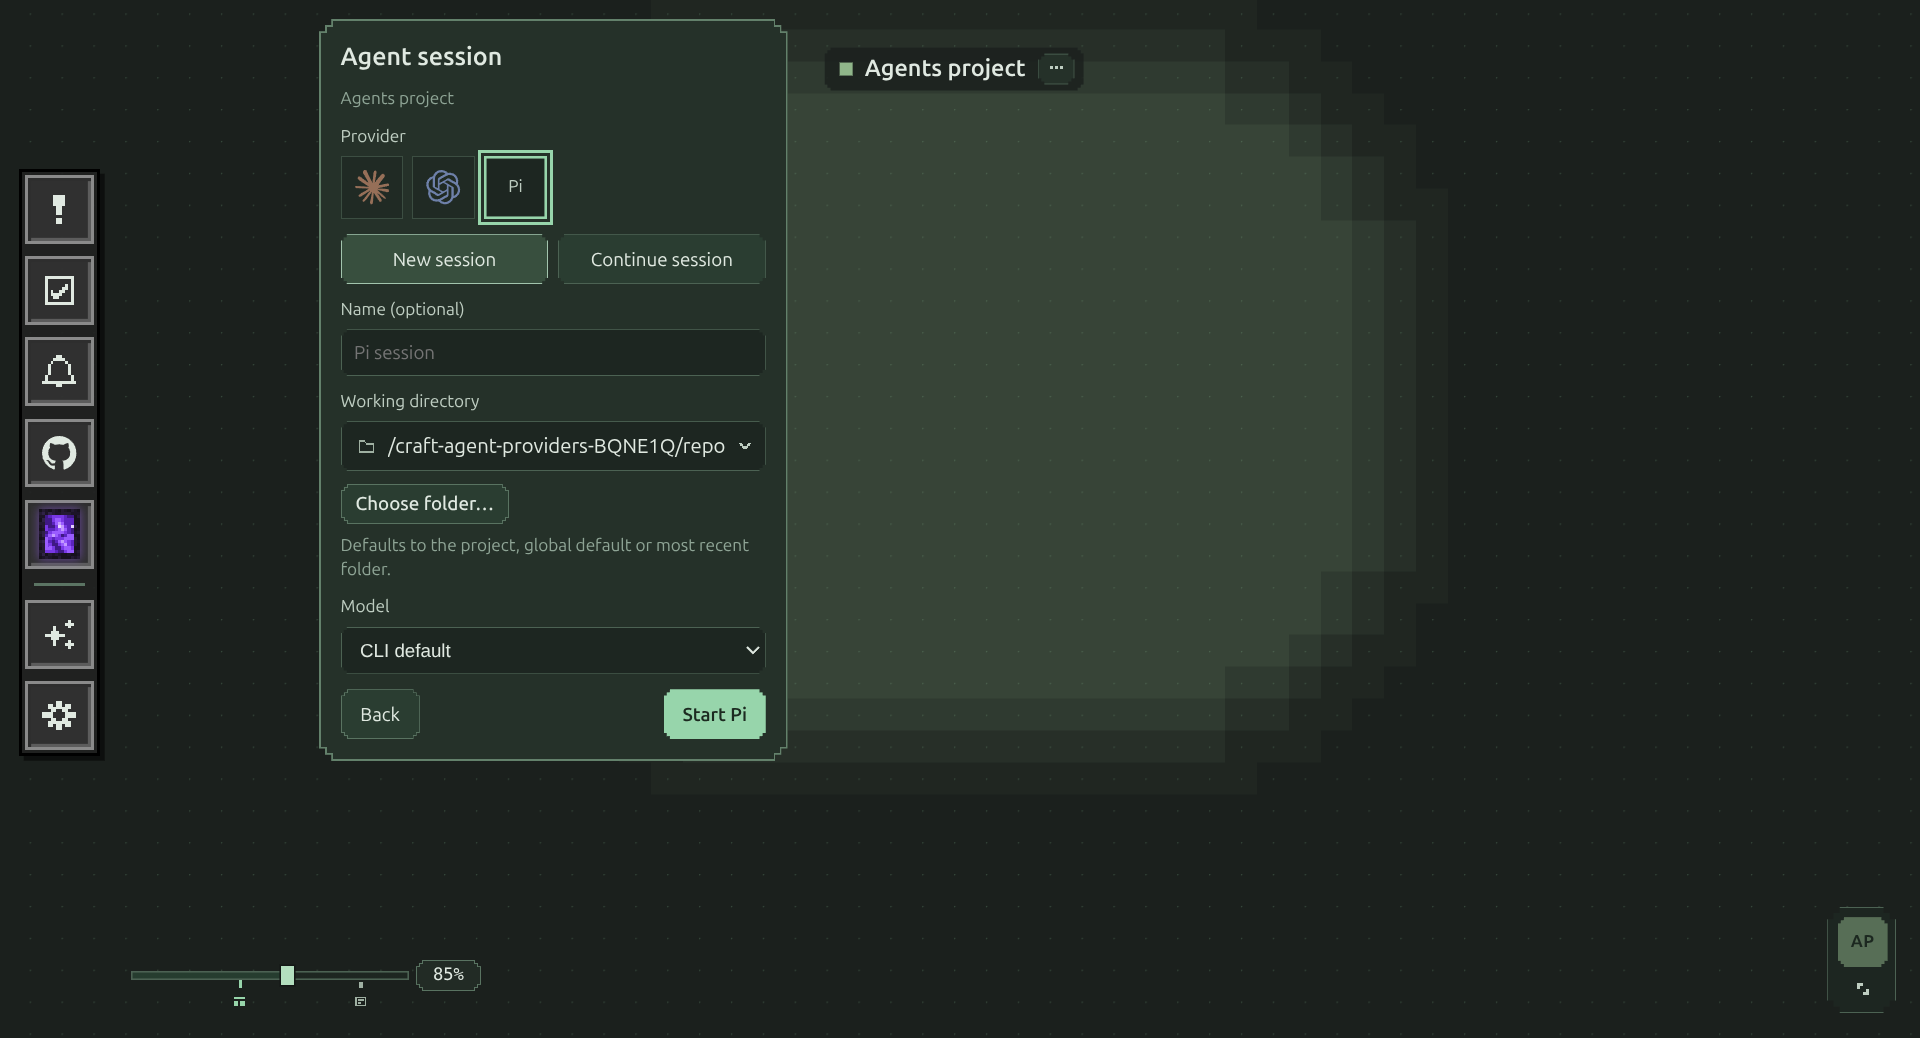 Agent session
Agents project
Provider
Pi
New session
Continue session
Name (optional)
Pi session
Working directory
/craft-agent-providers-BQNE1Q/repo
Choose folder...
Defaults to the project, global default or most recent
folder.
Model
CLI default
Back
Start Pi
Agents project
85%
AP